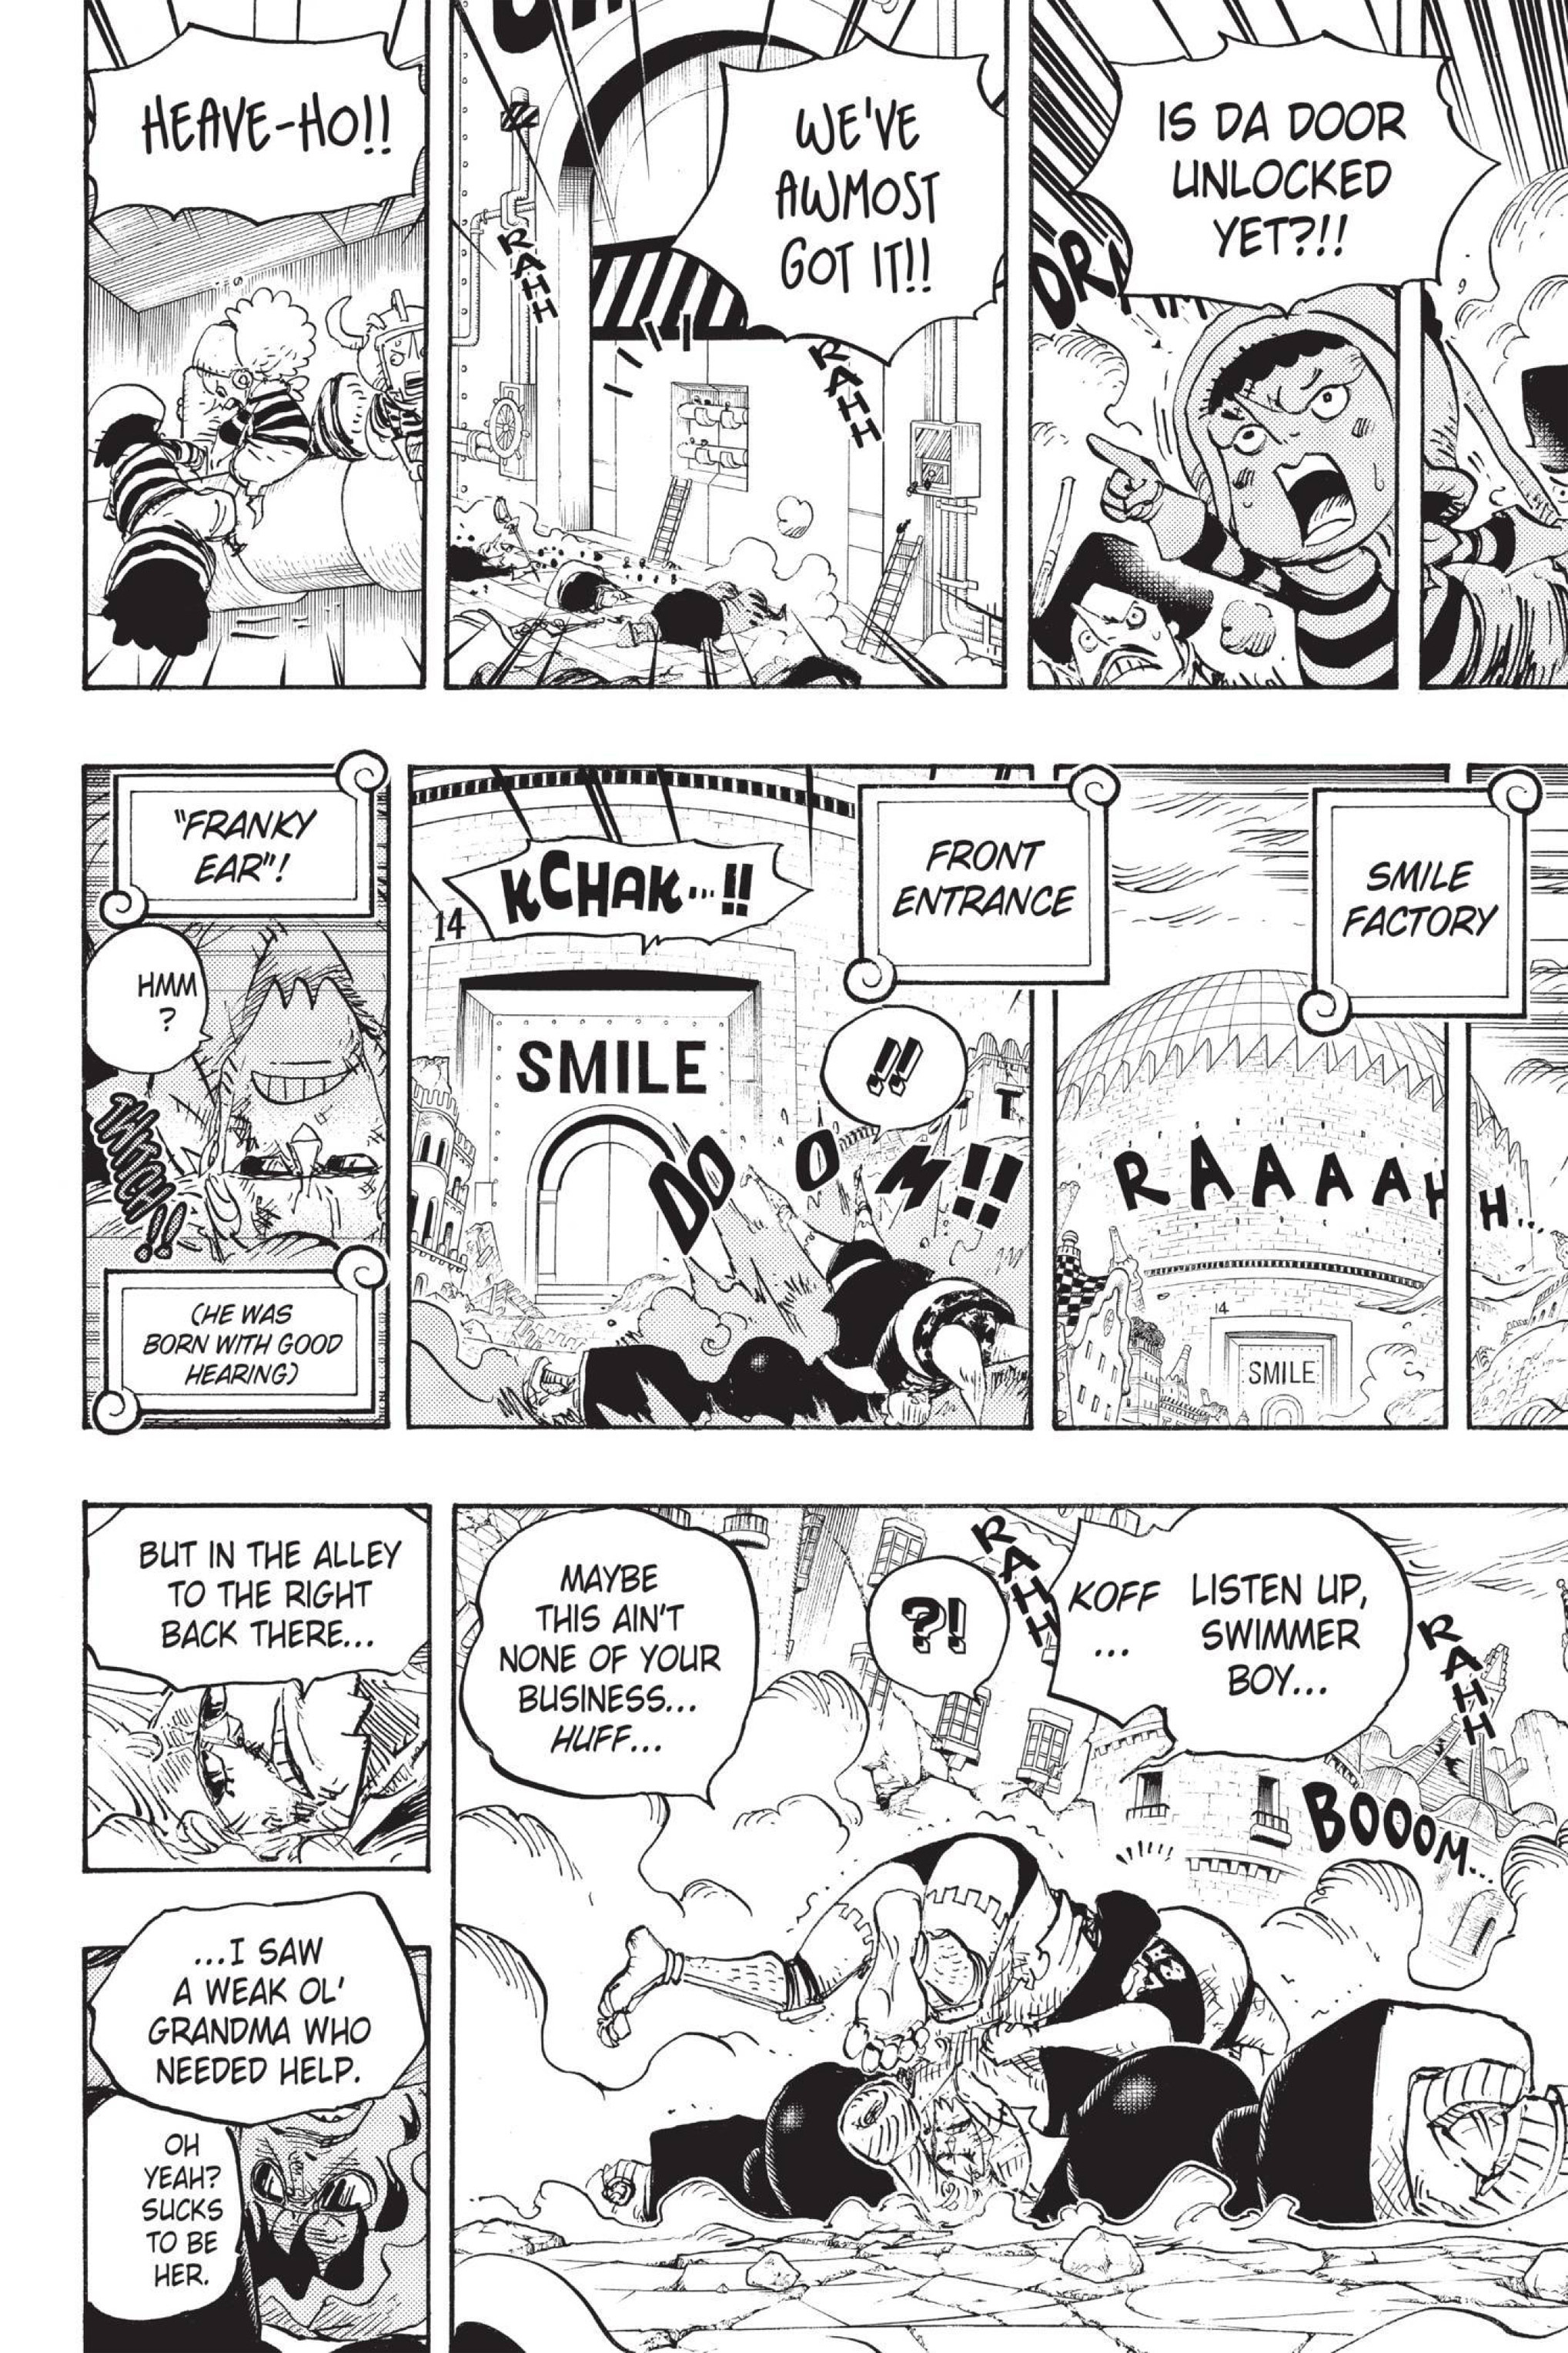 IS DA DOOR
UNLOCKED
YET?!!
WE'VE
AWMOST
GOT IT!!
RAHH
RAHH
HEAVE-HO!!
SMILE
FACTORY
RAAAAHH...
14
SMILE
FRONT
ENTRANCE
KCHAK...!!
14
SMILE
!!
DOOM!!
"FRANKY
EAR"!
HMM
?
(HE WAS
BORN WITH GOOD
HEARING)
LISTEN UP,
SWIMMER
BOY...
KOFF
...
RAHH
RAHH
BOOOM...
?!
MAYBE
THIS AIN'T
NONE OF YOUR
BUSINESS...
HUFF...
BUT IN THE ALLEY
TO THE RIGHT
BACK THERE...
...I SAW
A WEAK OL'
GRANDMA WHO
NEEDED HELP.
OH
YEAH?
SUCKS
TO BE
HER.